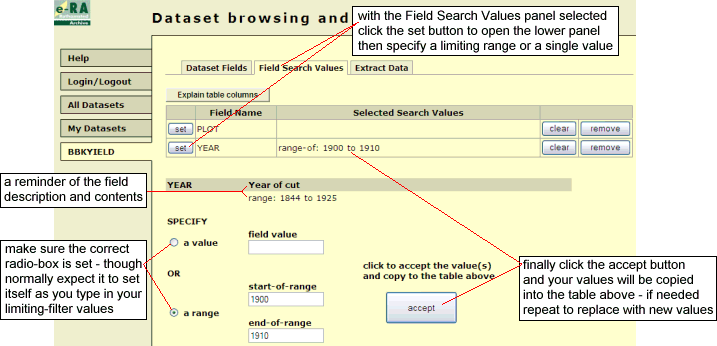 e-RA
Archive
Dataset browsing and
with the Field Search Values panel selected
click the set button to open the lower panel
then specify a limiting range or a single value
Help
Login/Logout
All Datasets
My Datasets
BBKYIELD
Dataset Fields Field Search Values Extract Data
Explain table columns
Field Name Selected Search Values
set PLOT clear remove
set YEAR range-of: 1900 to 1910 clear remove
a reminder of the field
description and contents
YEAR Year of cut
range: 1844 to 1925
SPECIFY
a value field value
make sure the correct
radio-box is set - though
normally expect it to set
itself as you type in your
limiting-filter values
OR
a range
start-of-range
1900
end-of-range
1910
click to accept the value(s)
and copy to the table above
accept
finally click the accept button
and your values will be copied
into the table above - if needed
repeat to replace with new values